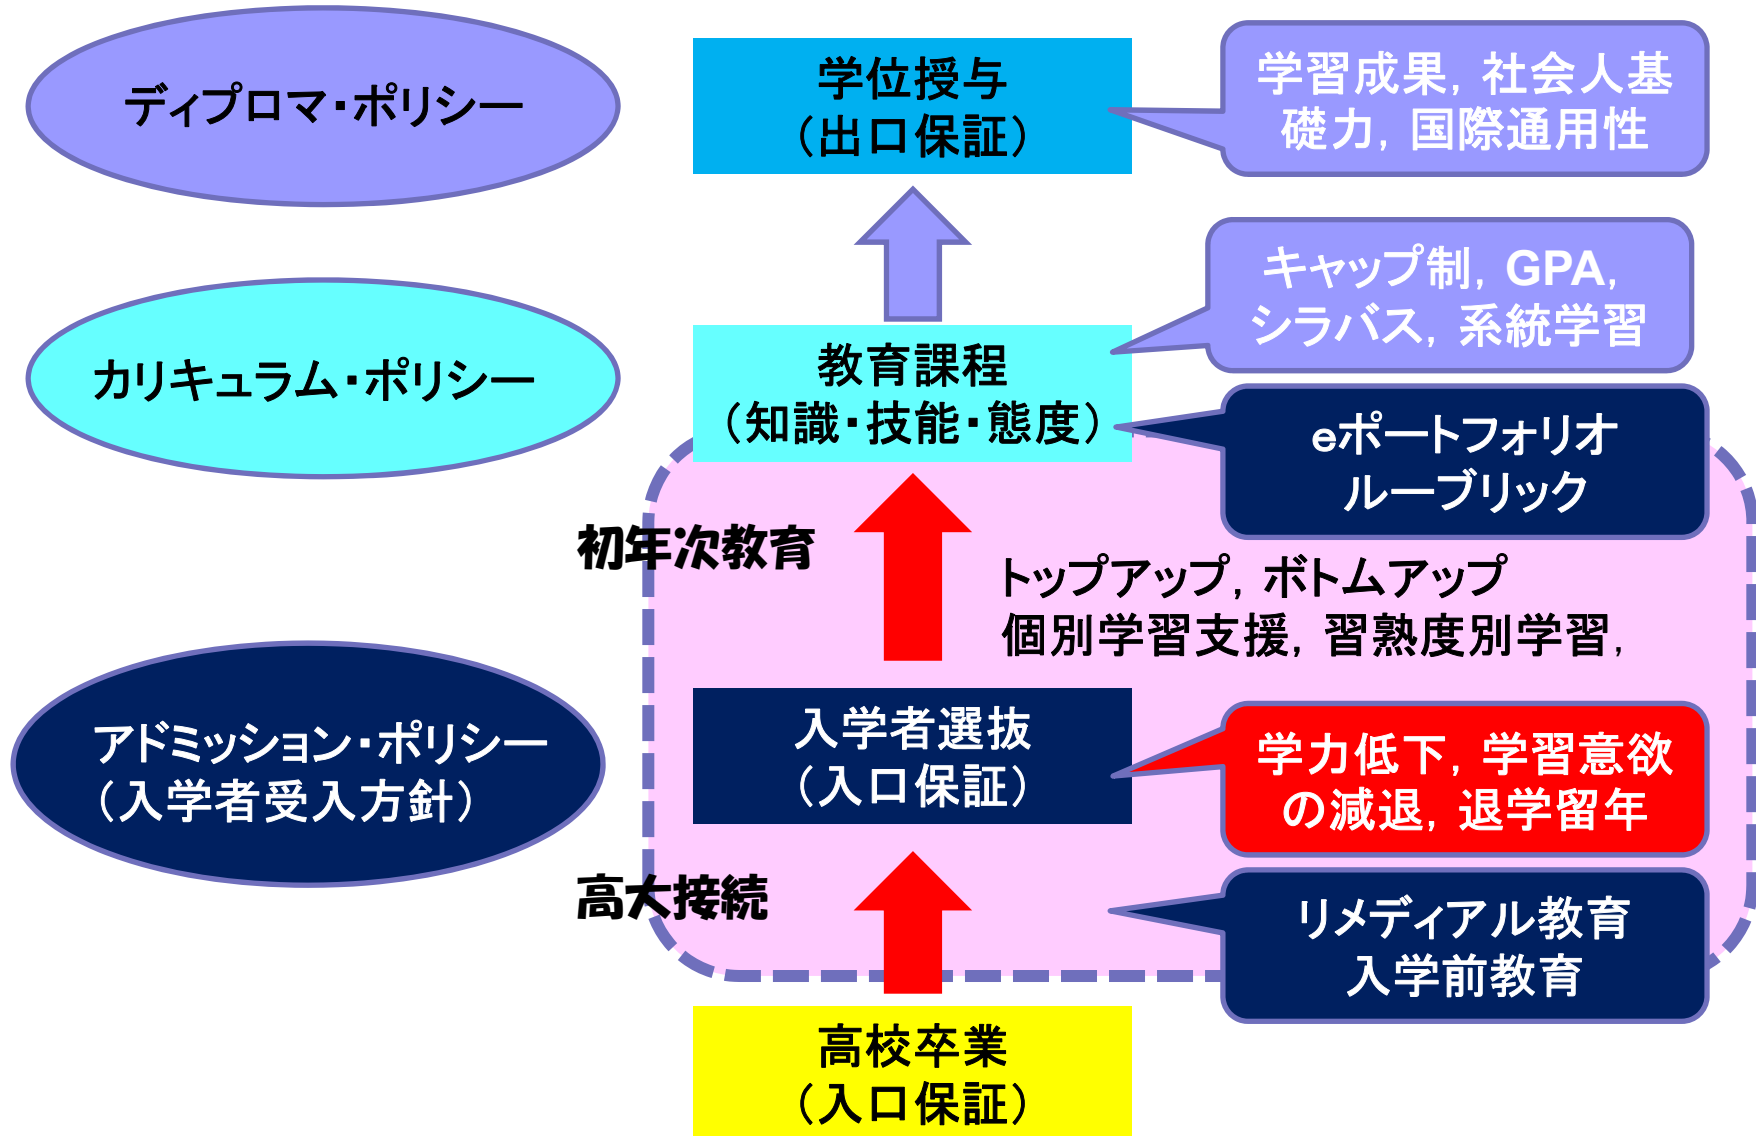 ディプロマ・ポリシー
学位授与
（出口保証）
学習成果，社会人基
礎力，国際通用性
カリキュラム・ポリシー
教育課程
（知識・技能・態度）
キャップ制，GPA，
シラバス，系統学習
eポートフォリオ
ルーブリック
初年次教育
トップアップ，ボトムアップ
個別学習支援，習熟度別学習，
アドミッション・ポリシー
（入学者受入方針）
入学者選抜
（入口保証）
学力低下，学習意欲
の減退，退学留年
高大接続
リメディアル教育
入学前教育
高校卒業
（入口保証）